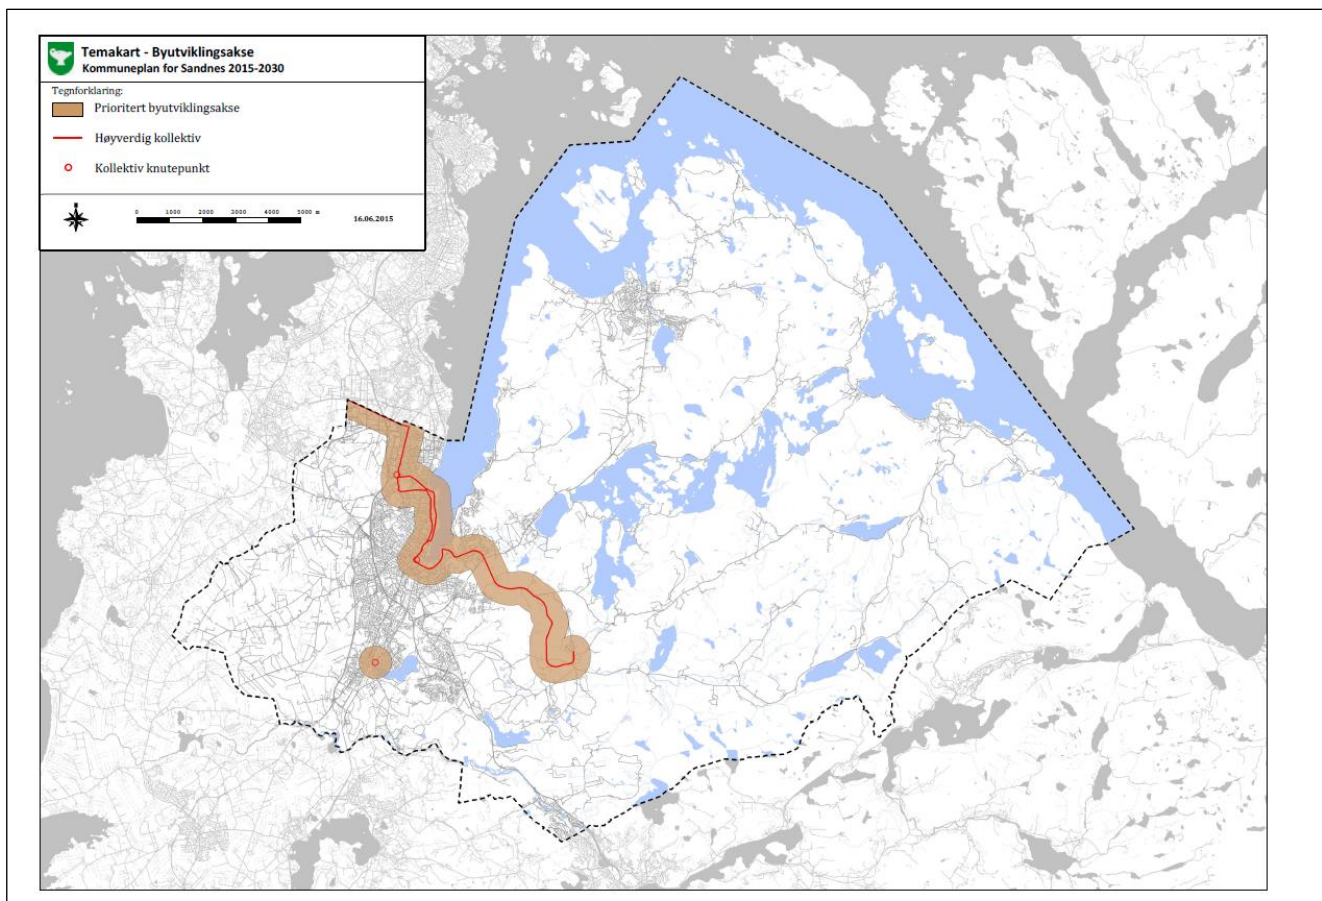 Temakart - Byutviklingsakse
Kommuneplan for Sandnes 2015-2030
Tegnforklaring:
Prioritert byutviklingsakse
Høyverdig kollektiv
Kollektiv knutepunkt
0 1000 2000 3000 4000 5000 m
16.06.2015